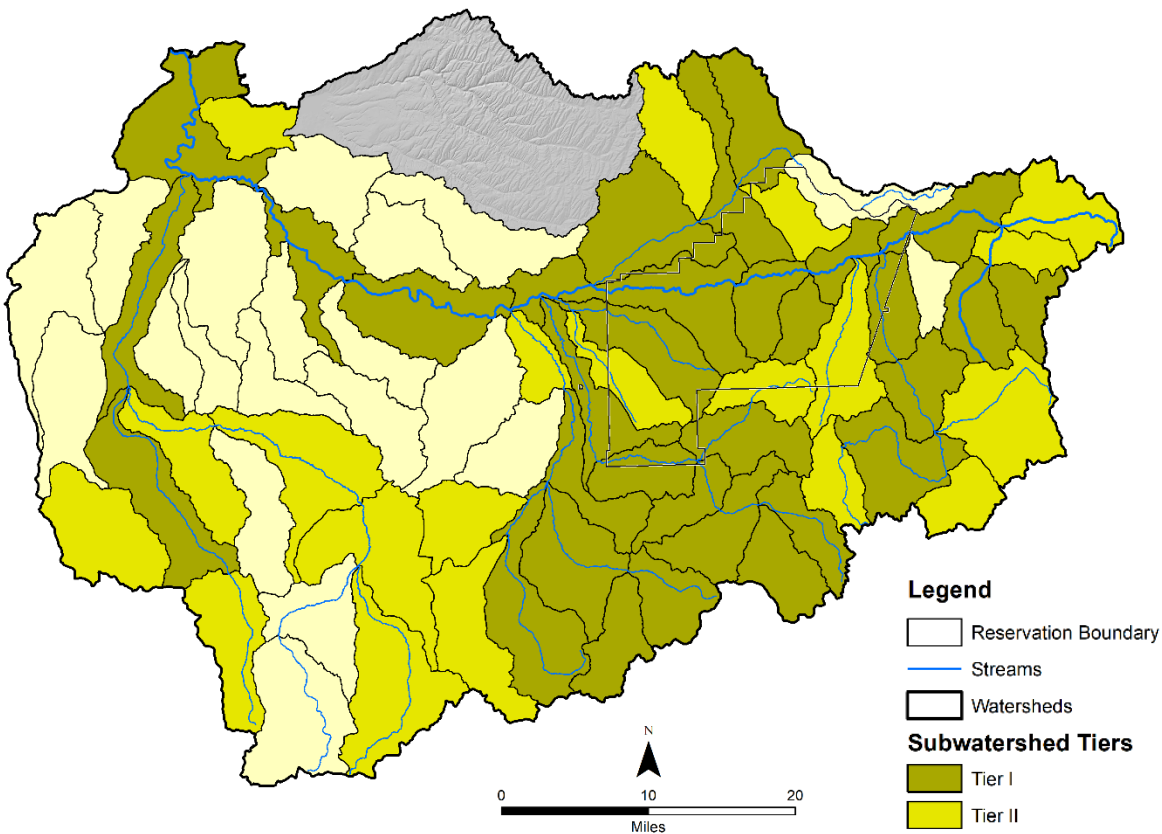 Legend
Reservation Boundary
Streams
Watersheds
Subwatershed Tiers
Tier I
Tier II
N
0 10 20
Miles